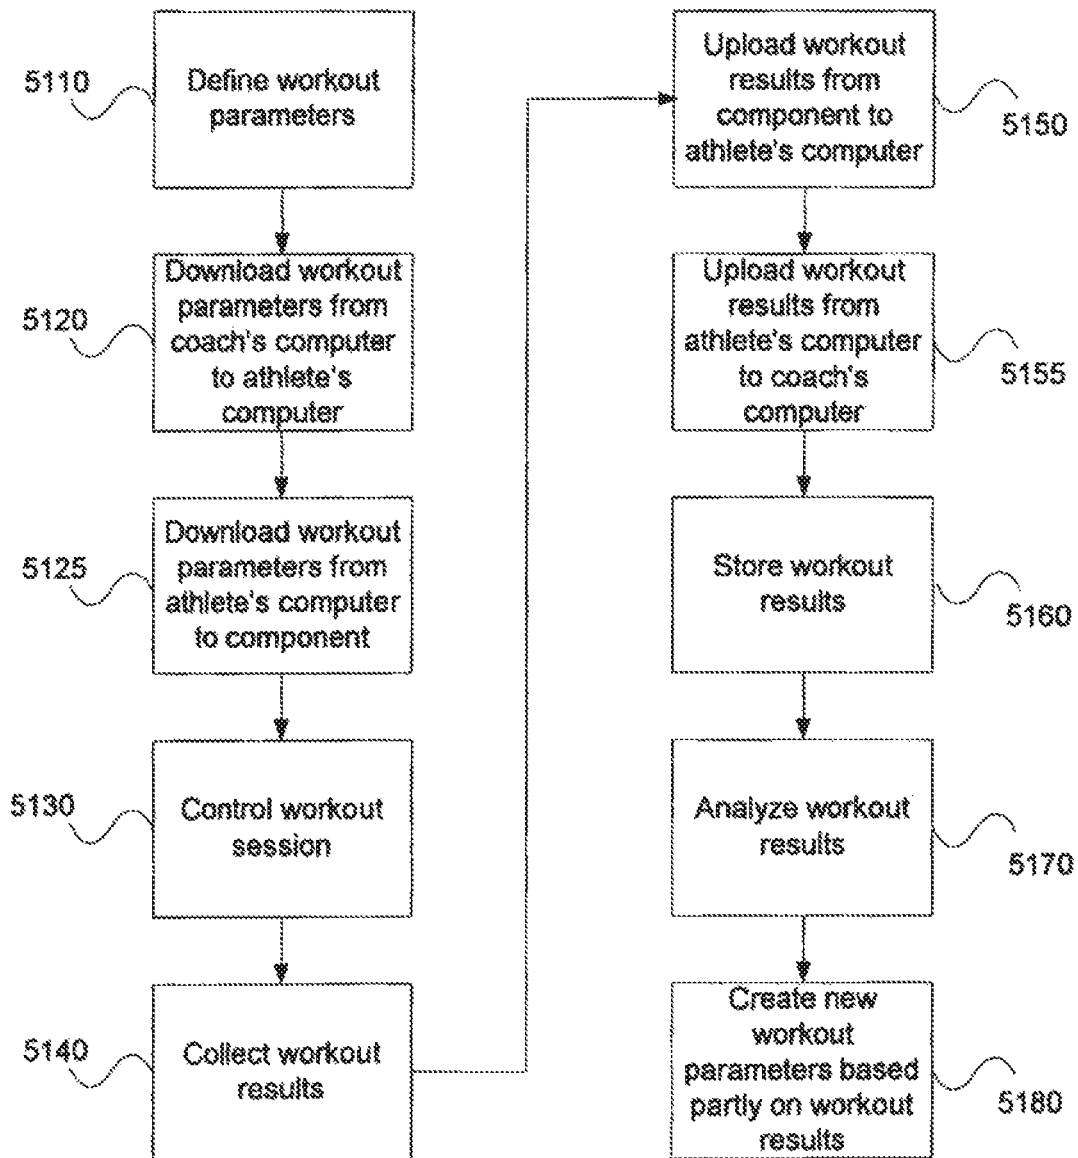 5110
Define workout
parameters
5120
Download workout
parameters from
coach's computer
to athlete's
computer
5125
Download workout
parameters from
athlete's computer
to component
5130
Control workout
session
5140
Collect workout
results
Upload workout
results from
component to
athlete's computer
5150
Upload workout
results from
athlete's computer
to coach's
computer
5155
Store workout
results
5160
Analyze workout
results
5170
Create new
workout
parameters based
partly on workout
results
5180